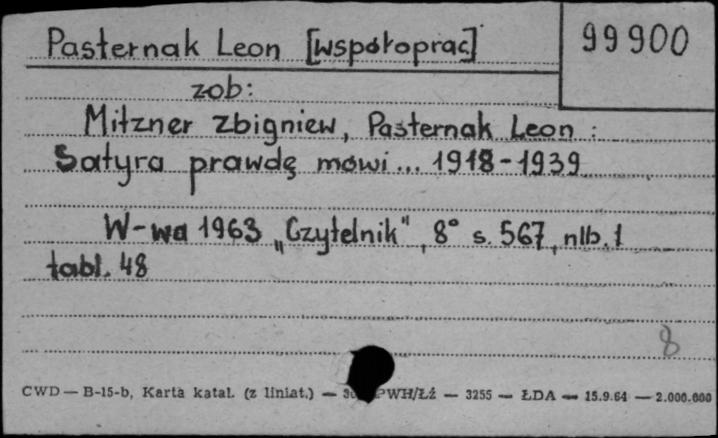 Pasternak Leon [współoprac]
99900
zob:
Mitzner Zbigniew, Pasternak Leon :
Satyra prawdę mówi... 1918-1939
W-wa 1963 „Czytelnik", 8° s. 567, nlb. 1
tabl. 48
8
CWD — B-15-b, Karta katal. (z liniat.) — PWH/Łź — 3255 — ŁDA — 15.9.64 — 2.000.000